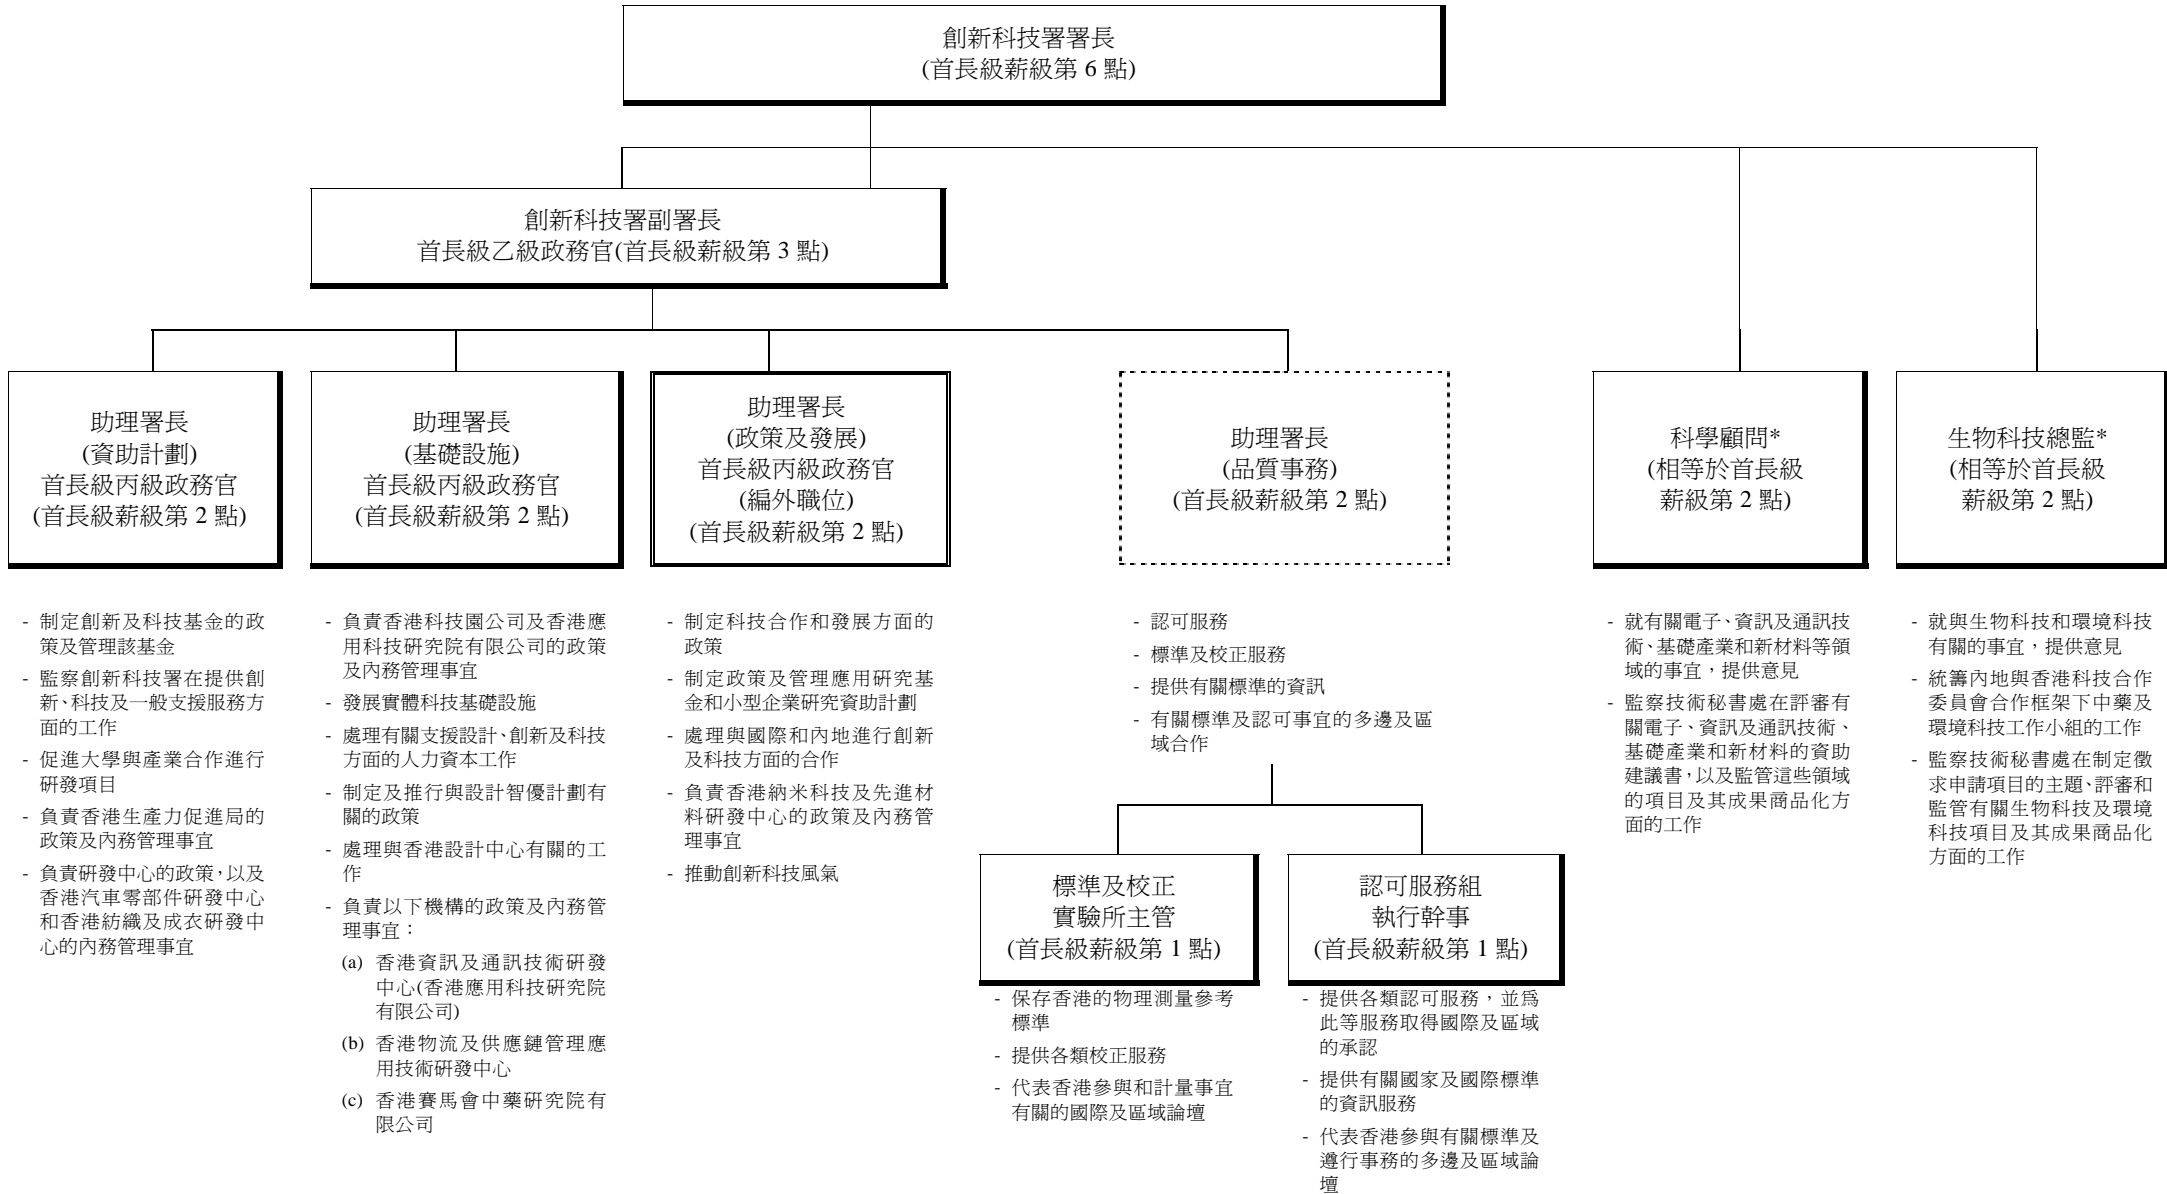 創新科技署署長
(首長級薪級第 6 點)
創新科技署副署長
首長級乙級政務官(首長級薪級第 3 點)
助理署長
(資助計劃)
首長級丙級政務官
(首長級薪級第 2 點)
助理署長
(基礎設施)
首長級丙級政務官
(首長級薪級第 2 點)
助理署長
(政策及發展)
首長級丙級政務官
(編外職位)
(首長級薪級第 2 點)
助理署長
(品質事務)
(首長級薪級第 2 點)
科學顧問*
(相等於首長級
薪級第 2 點)
生物科技總監*
(相等於首長級
薪級第 2 點)
- 制定創新及科技基金的政
策及管理該基金
- 監察創新科技署在提供創
新、科技及一般支援服務方
面的工作
- 促進大學與產業合作進行
研發項目
- 負責香港生產力促進局的
政策及內務管理事宜
- 負責研發中心的政策，以及
香港汽車零部件研發中心
和香港紡織及成衣研發中
心的內務管理事宜
- 負責香港科技園公司及香港應
用科技研究院有限公司的政策
及內務管理事宜
- 發展實體科技基礎設施
- 處理有關支援設計、創新及科技
方面的人力資本工作
- 制定及推行與設計智優計劃有
關的政策
- 處理與香港設計中心有關的工
作
- 負責以下機構的政策及內務管
理事宜：
(a) 香港資訊及通訊技術研發
中心(香港應用科技研究院
有限公司)
(b) 香港物流及供應鏈管理應
用技術研發中心
(c) 香港賽馬會中藥研究院有
限公司
- 制定科技合作和發展方面的
政策
- 制定政策及管理應用研究基
金和小型企業研究資助計劃
- 處理與國際和內地進行創新
及科技方面的合作
- 負責香港納米科技及先進材
料研發中心的政策及內務管
理事宜
- 推動創新科技風氣
- 認可服務
- 標準及校正服務
- 提供有關標準的資訊
- 有關標準及認可事宜的多邊及區
域合作
標準及校正
實驗所主管
(首長級薪級第 1 點)
- 保存香港的物理測量參考
標準
- 提供各類校正服務
- 代表香港參與和計量事宜
有關的國際及區域論壇
認可服務組
執行幹事
(首長級薪級第 1 點)
- 提供各類認可服務，並為
此等服務取得國際及區域
的承認
- 提供有關國家及國際標準
的資訊服務
- 代表香港參與有關標準及
遵行事務的多邊及區域論
壇
- 就有關電子、資訊及通訊技
術、基礎產業和新材料等領
域的事宜，提供意見
- 監察技術秘書處在評審有
關電子、資訊及通訊技術、
基礎產業和新材料的資助
建議書，以及監管這些領域
的項目及其成果商品化方
面的工作
- 就與生物科技和環境科技
有關的事宜，提供意見
- 統籌內地與香港科技合作
委員會合作框架下中藥及
環境科技工作小組的工作
- 監察技術秘書處在制定徵
求申請項目的主題、評審和
監管有關生物科技及環境
科技項目及其成果商品化
方面的工作